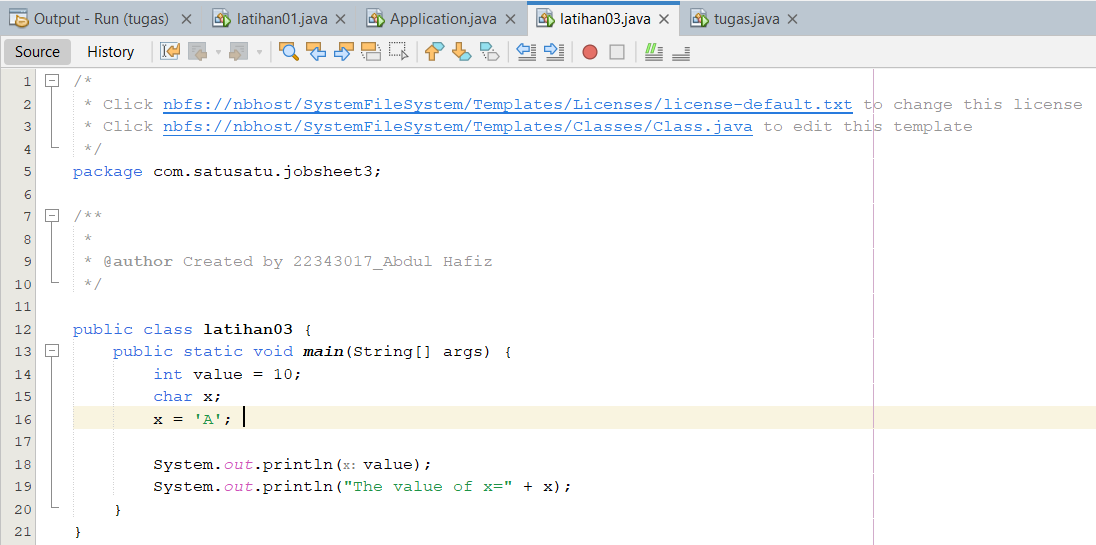 Output - Run (tugas) × latihan01.java × Application.java × latihan03.java × tugas.java ×
Source History
1 /*
2 * Click nbfs://nbhost/SystemFileSystem/Templates/Licenses/license-default.txt to change this license
3 * Click nbfs://nbhost/SystemFileSystem/Templates/Classes/Class.java to edit this template
4 */
5 package com.satusatu.jobsheet3;
6
7 /**
8 *
9 * @author Created by 22343017_Abdul Hafiz
10 */
11
12 public class latihan03 {
13 public static void main(String[] args) {
14 int value = 10;
15 char x;
16 x = 'A';
17
18 System.out.println(x: value);
19 System.out.println("The value of x=" + x);
20 }
21 }